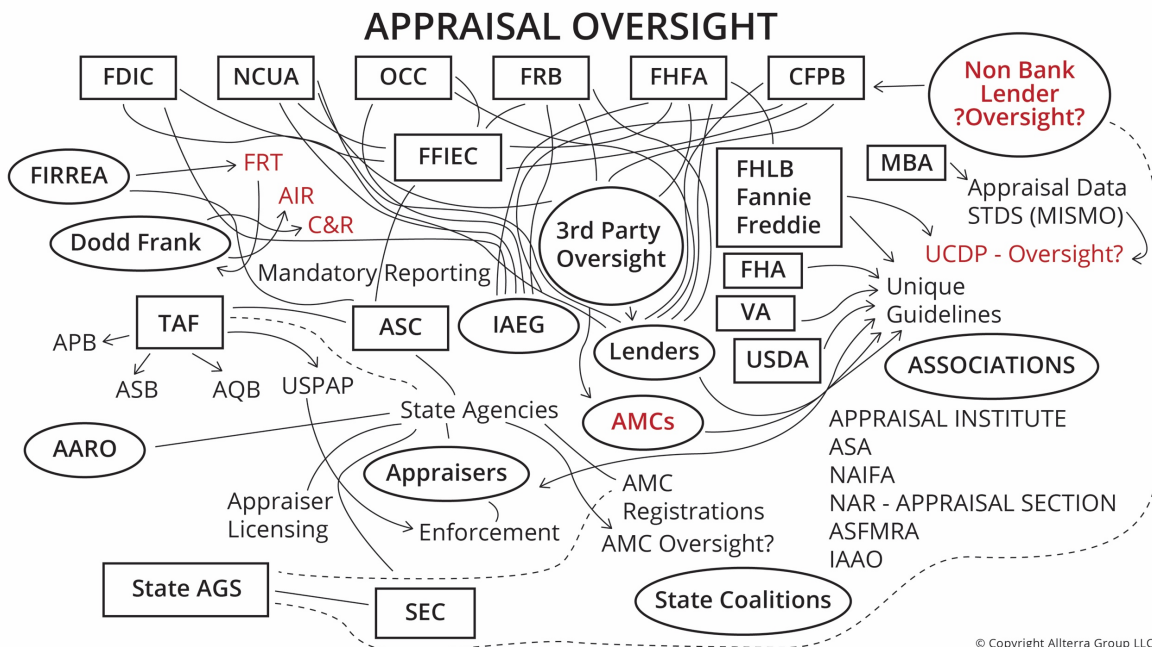 APPRAISAL OVERSIGHT
FDIC
NCUA
OCC
FRB
FHFA
CFPB
Non Bank
Lender
?Oversight?
FIRREA
FRT
FFIEC
FHLB
Fannie
Freddie
MBA
Appraisal Data
STDS (MISMO)
AIR
C&R
Dodd Frank
3rd Party
Oversight
UCDP - Oversight?
Mandatory Reporting
FHA
Unique
Guidelines
TAF
ASC
IAEG
VA
APB
Lenders
USDA
ASSOCIATIONS
ASB
AQB
USPAP
State Agencies
AMCs
APPRAISAL INSTITUTE
ASA
NAIFA
NAR - APPRAISAL SECTION
ASFMRA
IAAO
AARO
Appraisers
Appraiser
Licensing
Enforcement
AMC
Registrations
AMC Oversight?
State AGS
SEC
State Coalitions
© Copyright Allterra Group LLC